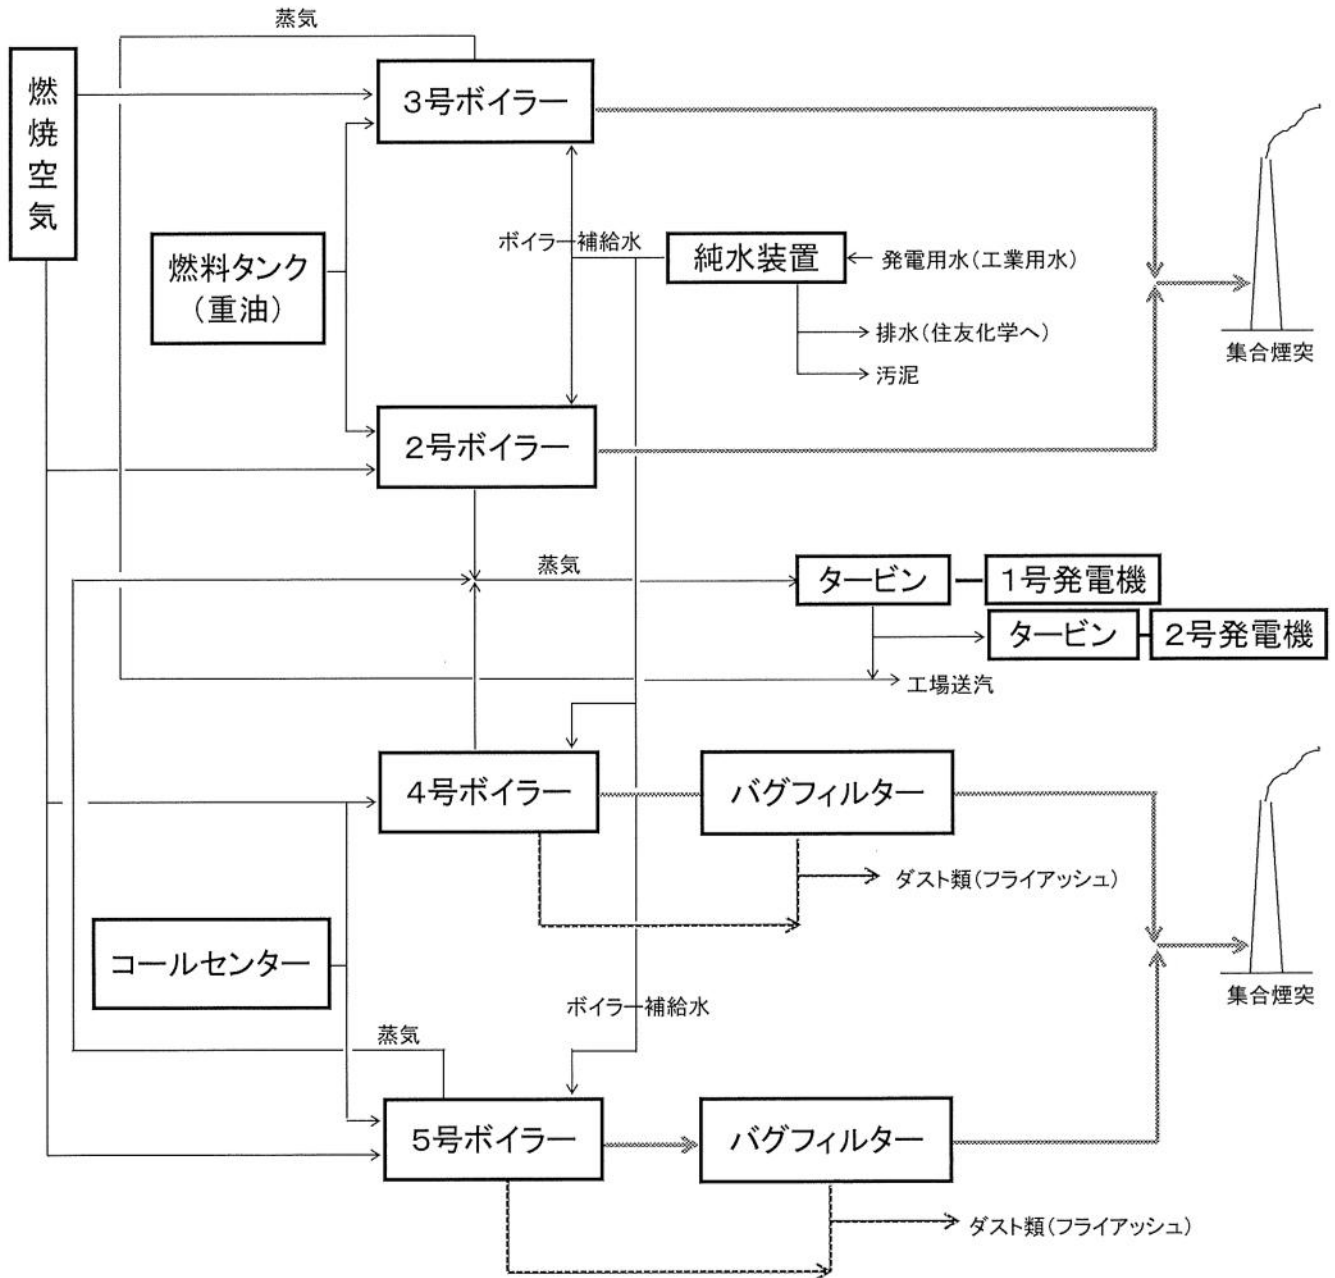 蒸気
燃焼空気
3号ボイラー
ボイラー補給水
純水装置
発電用水(工業用水)
燃料タンク
(重油)
排水(住友化学へ)
汚泥
集合煙突
2号ボイラー
蒸気
タービン
1号発電機
タービン
2号発電機
工場送汽
4号ボイラー
バグフィルター
ダスト類(フライアッシュ)
コールセンター
ボイラー補給水
集合煙突
蒸気
5号ボイラー
バグフィルター
ダスト類(フライアッシュ)